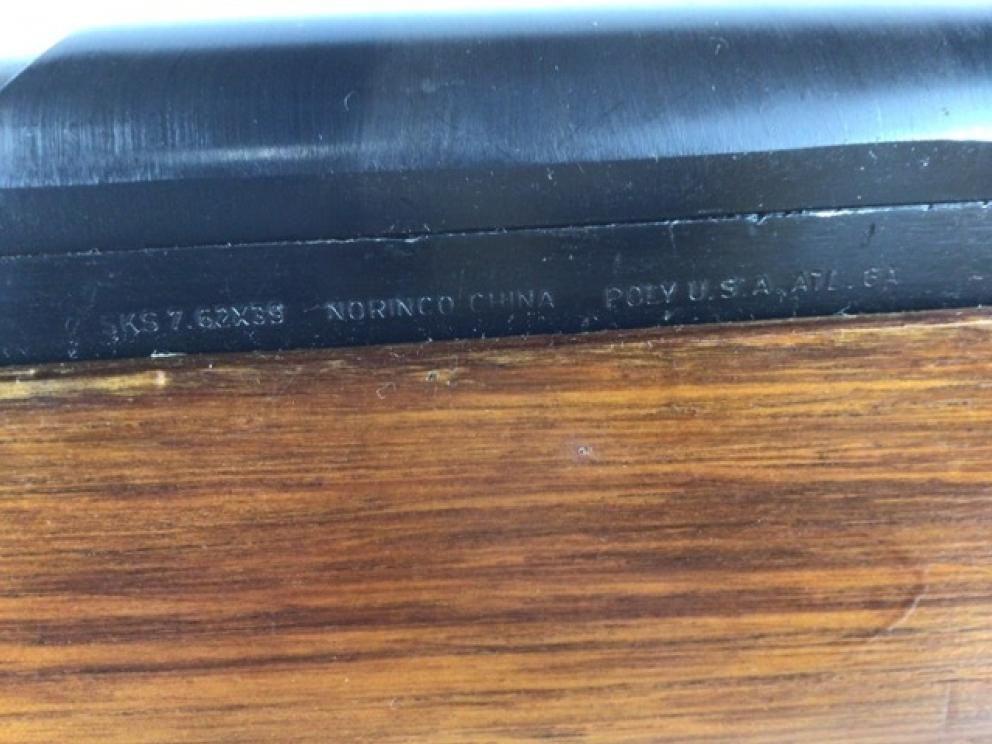 SKS 7.62X39 NORINCO CHINA POLY U.S.A. ATL. GA